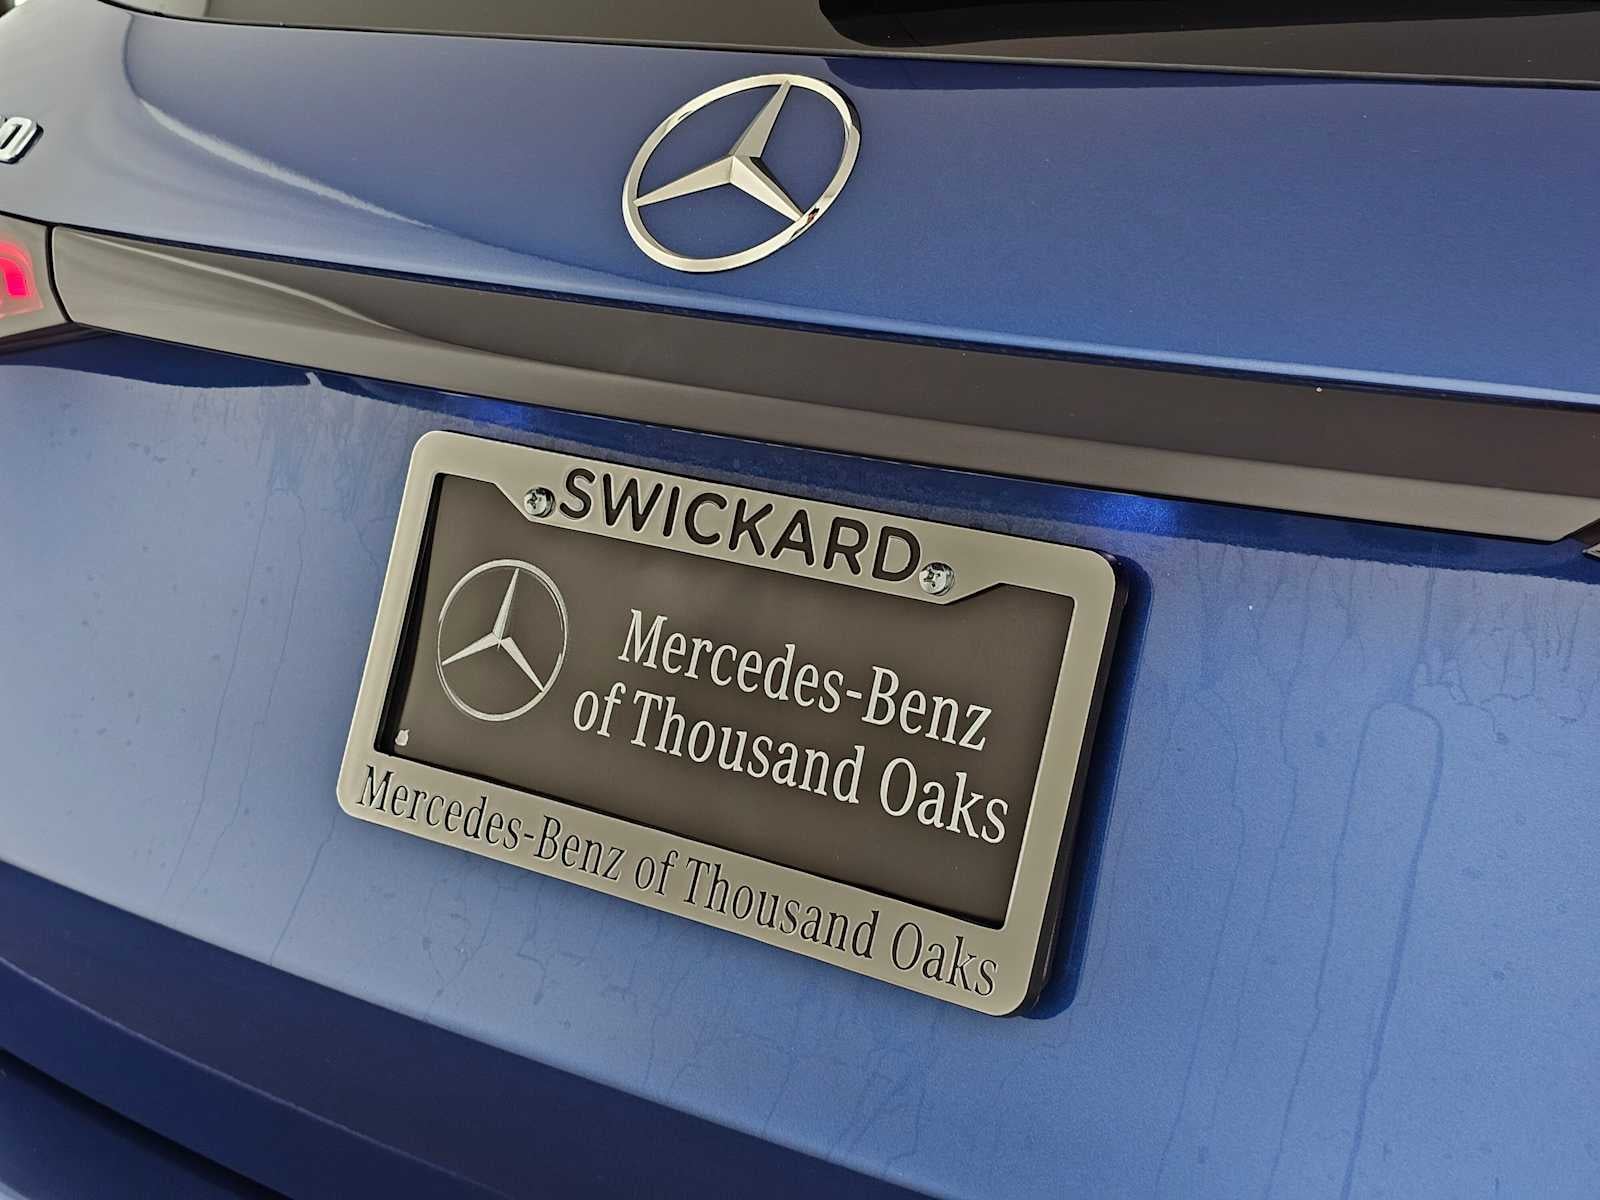 SWICKARD
Mercedes-Benz
of Thousand Oaks
Mercedes-Benz of Thousand Oaks